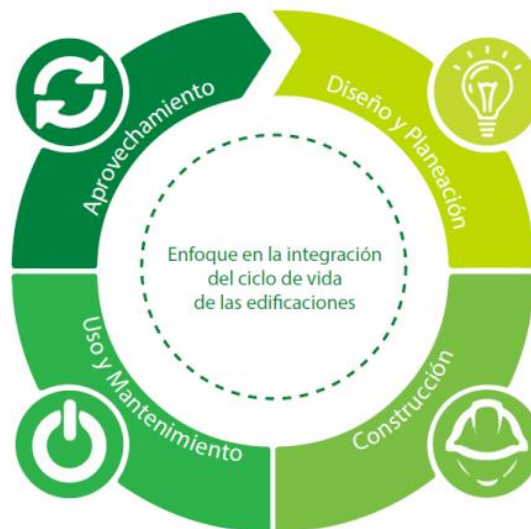 Diseño y Planeación
Construcción
Uso y Mantenimiento
Aprovechamiento
Enfoque en la integración
del ciclo de vida
de las edificaciones